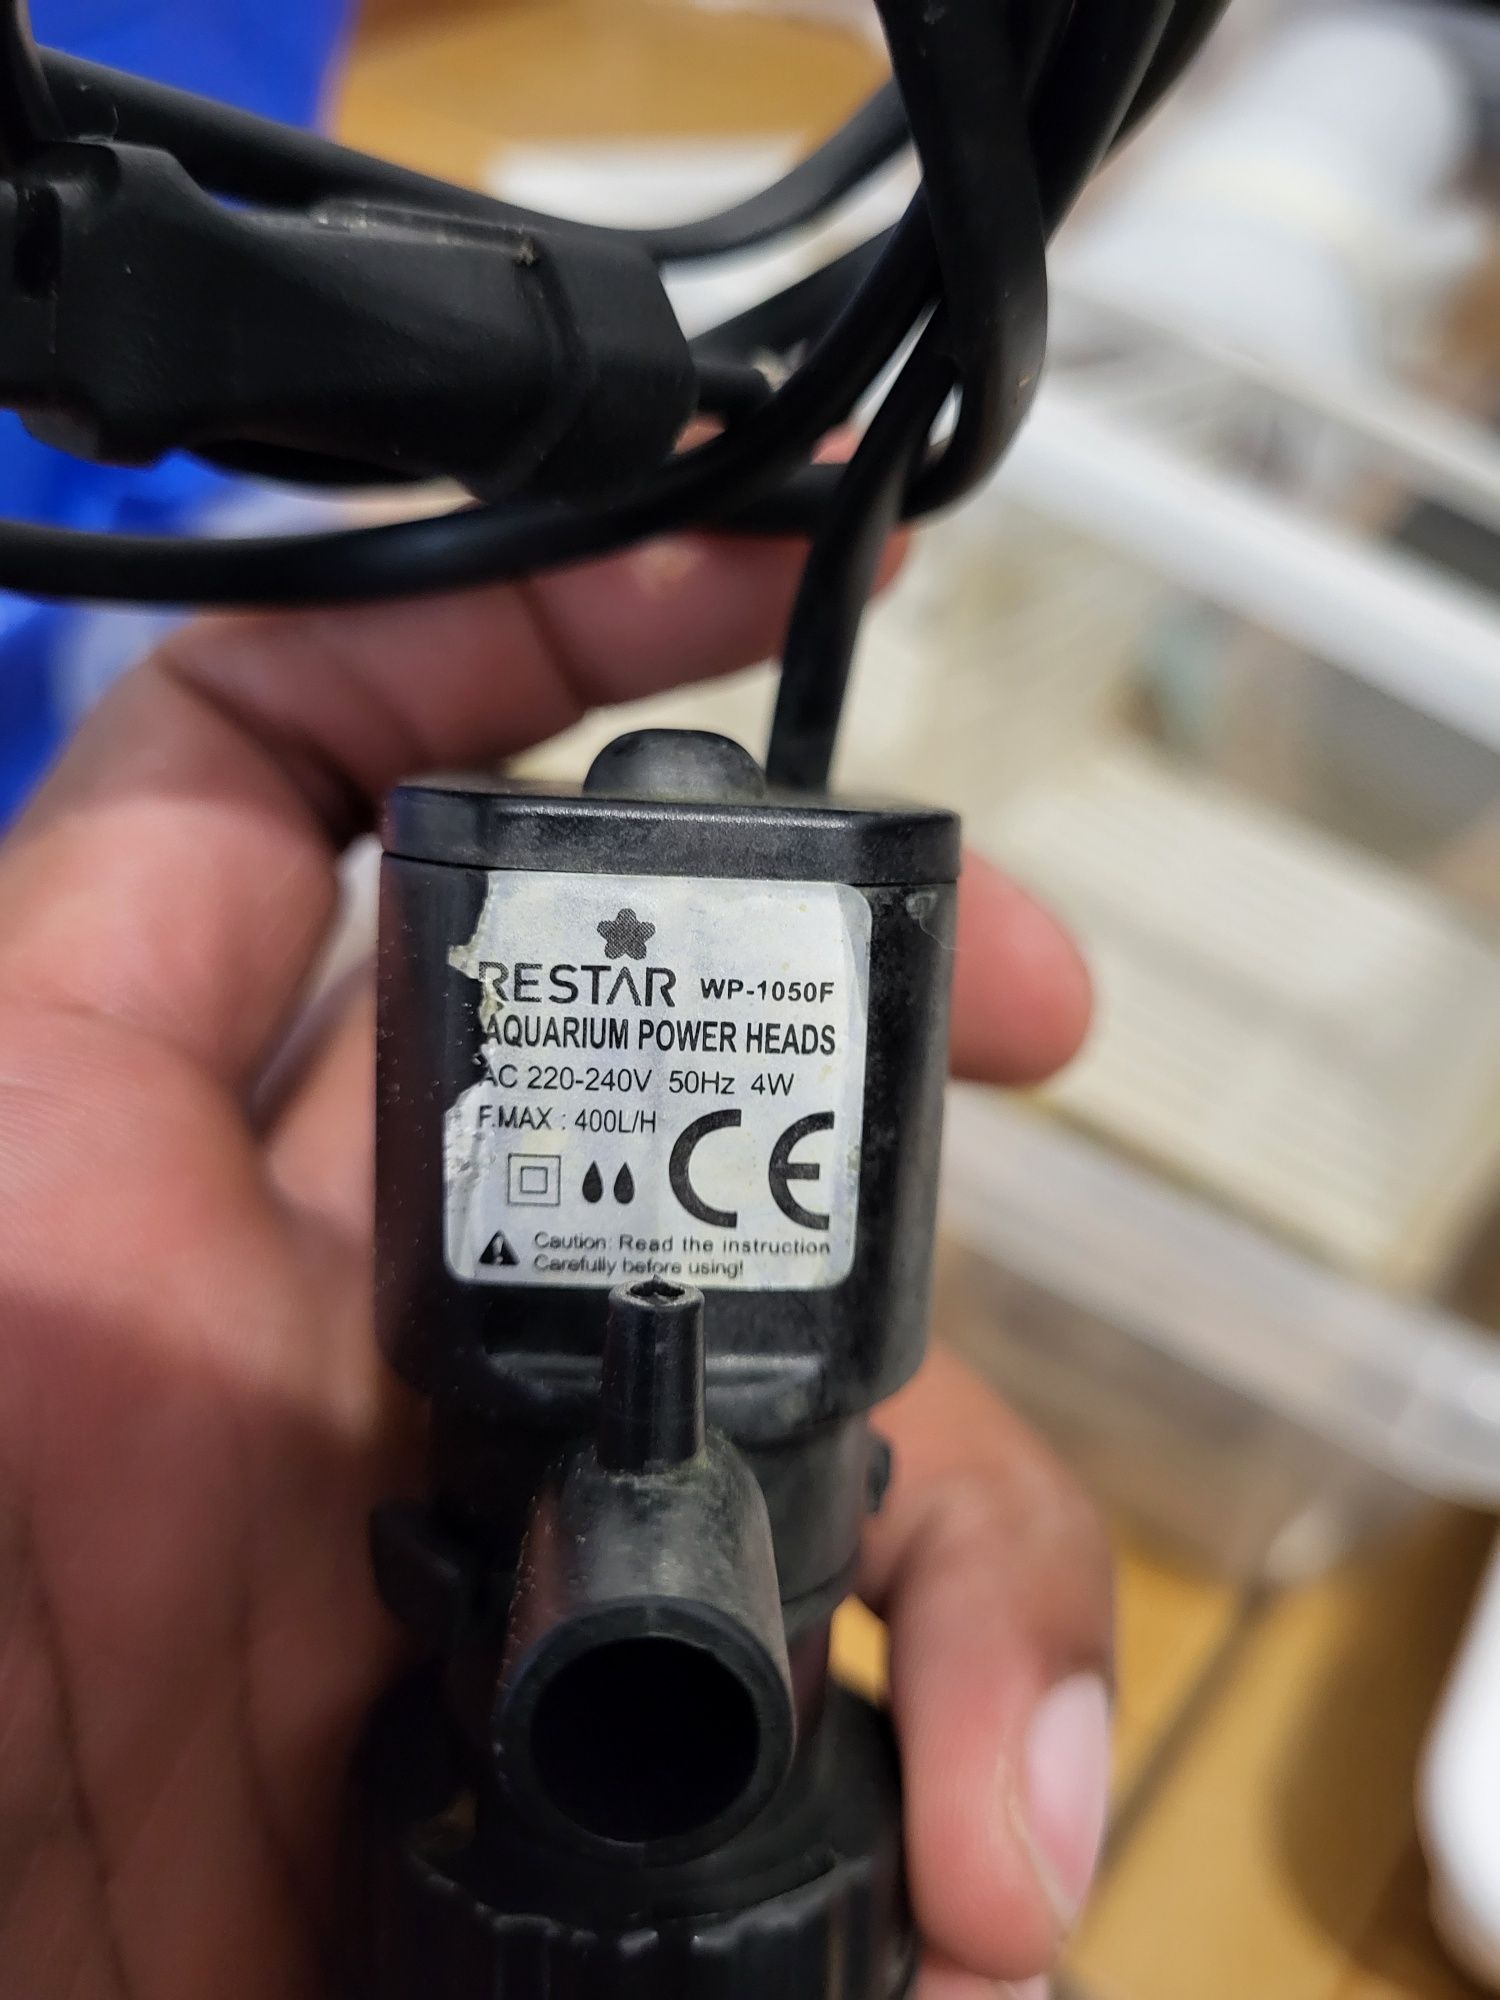 RESTAR WP-1050F
AQUARIUM POWER HEADS
AC 220-240V 50Hz 4W
F.MAX : 400L/H
CE
Caution: Read the instruction
Carefully before using!